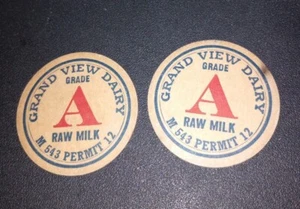 GRAND VIEW DAIRY
GRADE
A
RAW MILK
M 543 PERMIT 12
GRAND VIEW DAIRY
GRADE
A
RAW MILK
M 543 PERMIT 12